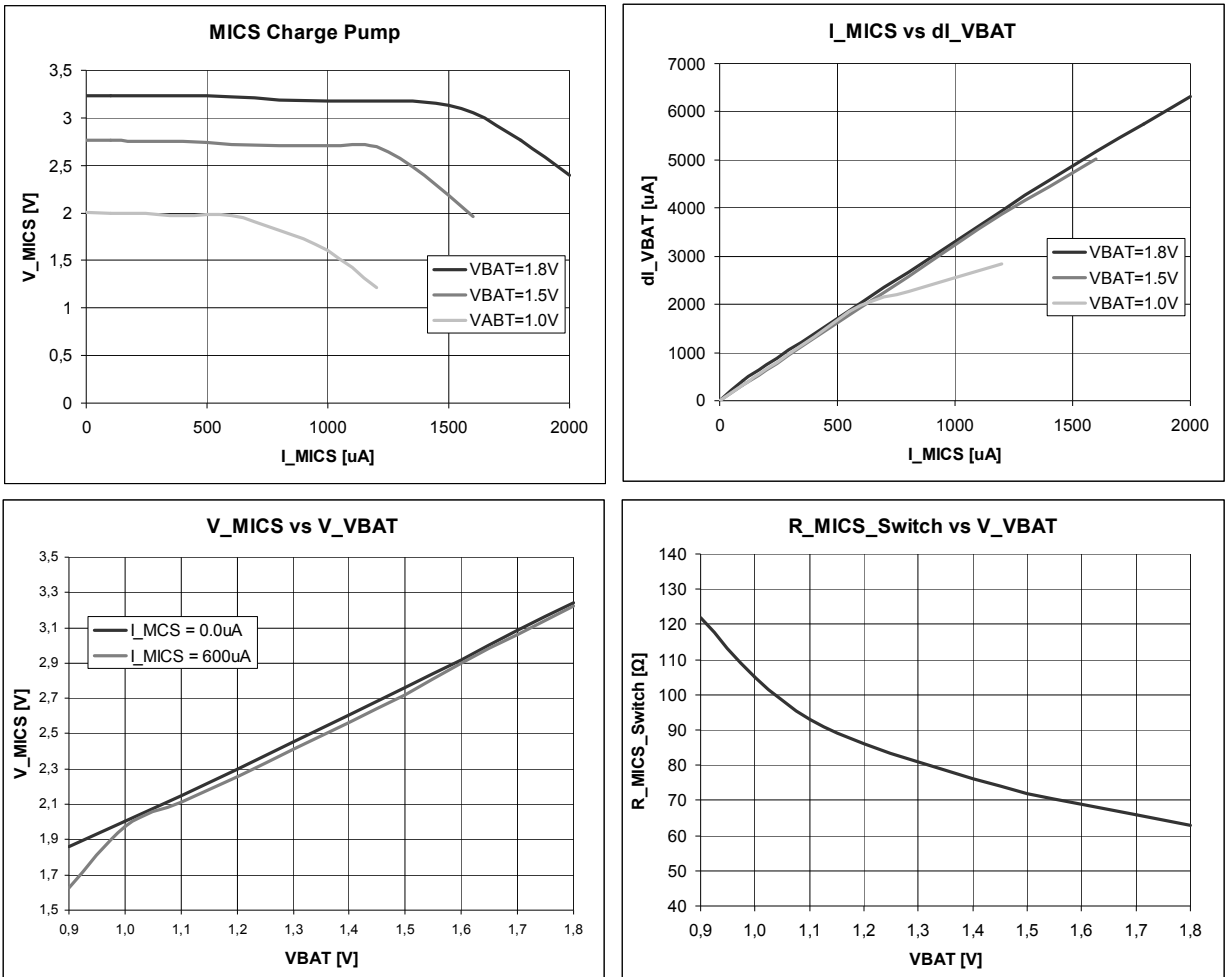 MICS Charge Pump
3,5
3
2,5
2
1,5
1
0,5
0
V_MICS [V]
VBAT=1.8V
VBAT=1.5V
VABT=1.0V
0 500 1000 1500 2000
I_MICS [uA]
I_MICS vs dI_VBAT
7000
6000
5000
4000
3000
2000
1000
0
dI_VBAT [uA]
VBAT=1.8V
VBAT=1.5V
VBAT=1.0V
0 500 1000 1500 2000
I_MICS [uA]
V_MICS vs V_VBAT
3,5
3,3
3,1
2,9
2,7
2,5
2,3
2,1
1,9
1,7
1,5
V_MICS [V]
I_MCS = 0.0uA
I_MICS = 600uA
0,9 1,0 1,1 1,2 1,3 1,4 1,5 1,6 1,7 1,8
VBAT [V]
R_MICS_Switch vs V_VBAT
140
130
120
110
100
90
80
70
60
50
40
R_MICS_Switch [Ω]
0,9 1,0 1,1 1,2 1,3 1,4 1,5 1,6 1,7 1,8
VBAT [V]